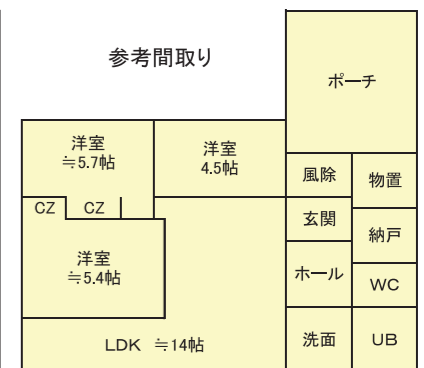 参考間取り
ポーチ
洋室
≒5.7帖
洋室
4.5帖
風除
物置
CZ
CZ
玄関
納戸
洋室
≒5.4帖
ホール
WC
LDK ≒14帖
洗面
UB